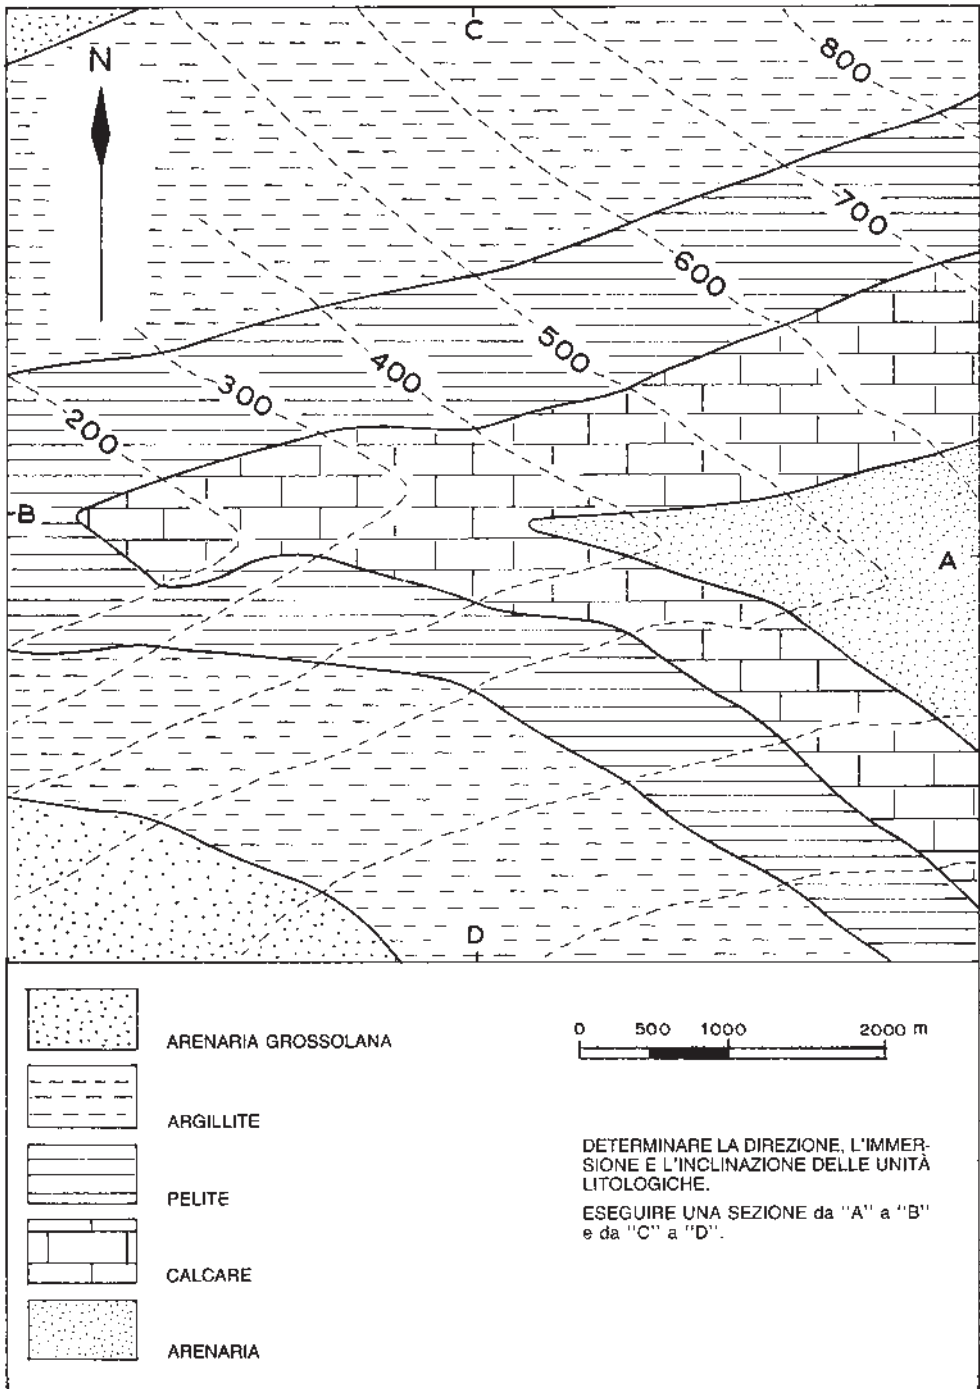 C
800
N
700
600
500
400
300
200
B
A
D
ARENARIA GROSSOLANA
ARGILLITE
PELITE
CALCARE
ARENARIA
0 500 1000 2000 m
DETERMINARE LA DIREZIONE, L'IMMER-
SIONE E L'INCLINAZIONE DELLE UNITÀ
LITOLOGICHE.
ESEGUIRE UNA SEZIONE da "A" a "B"
e da "C" a "D".